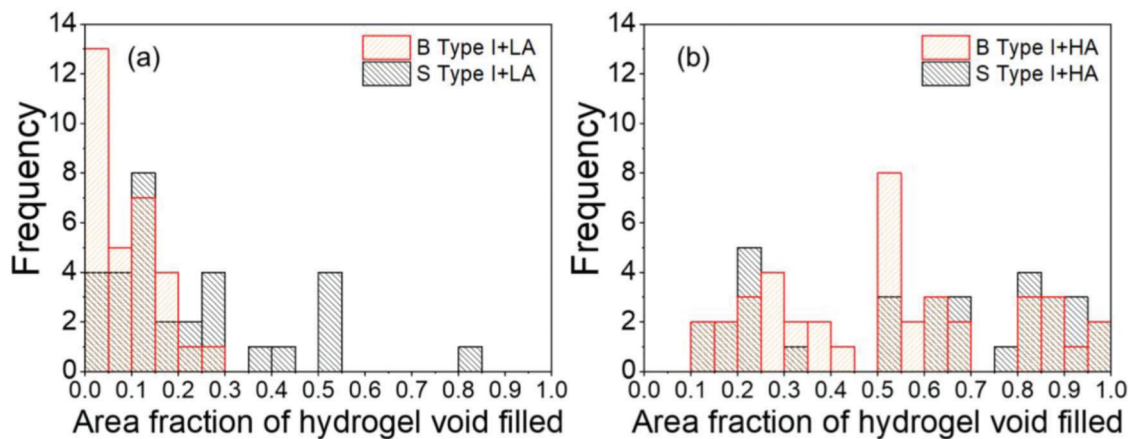 (a)
B Type I+LA
S Type I+LA
Frequency
14
12
10
8
6
4
2
0
0.0 0.1 0.2 0.3 0.4 0.5 0.6 0.7 0.8 0.9 1.0
Area fraction of hydrogel void filled
(b)
B Type I+HA
S Type I+HA
Frequency
14
12
10
8
6
4
2
0
0.0 0.1 0.2 0.3 0.4 0.5 0.6 0.7 0.8 0.9 1.0
Area fraction of hydrogel void filled